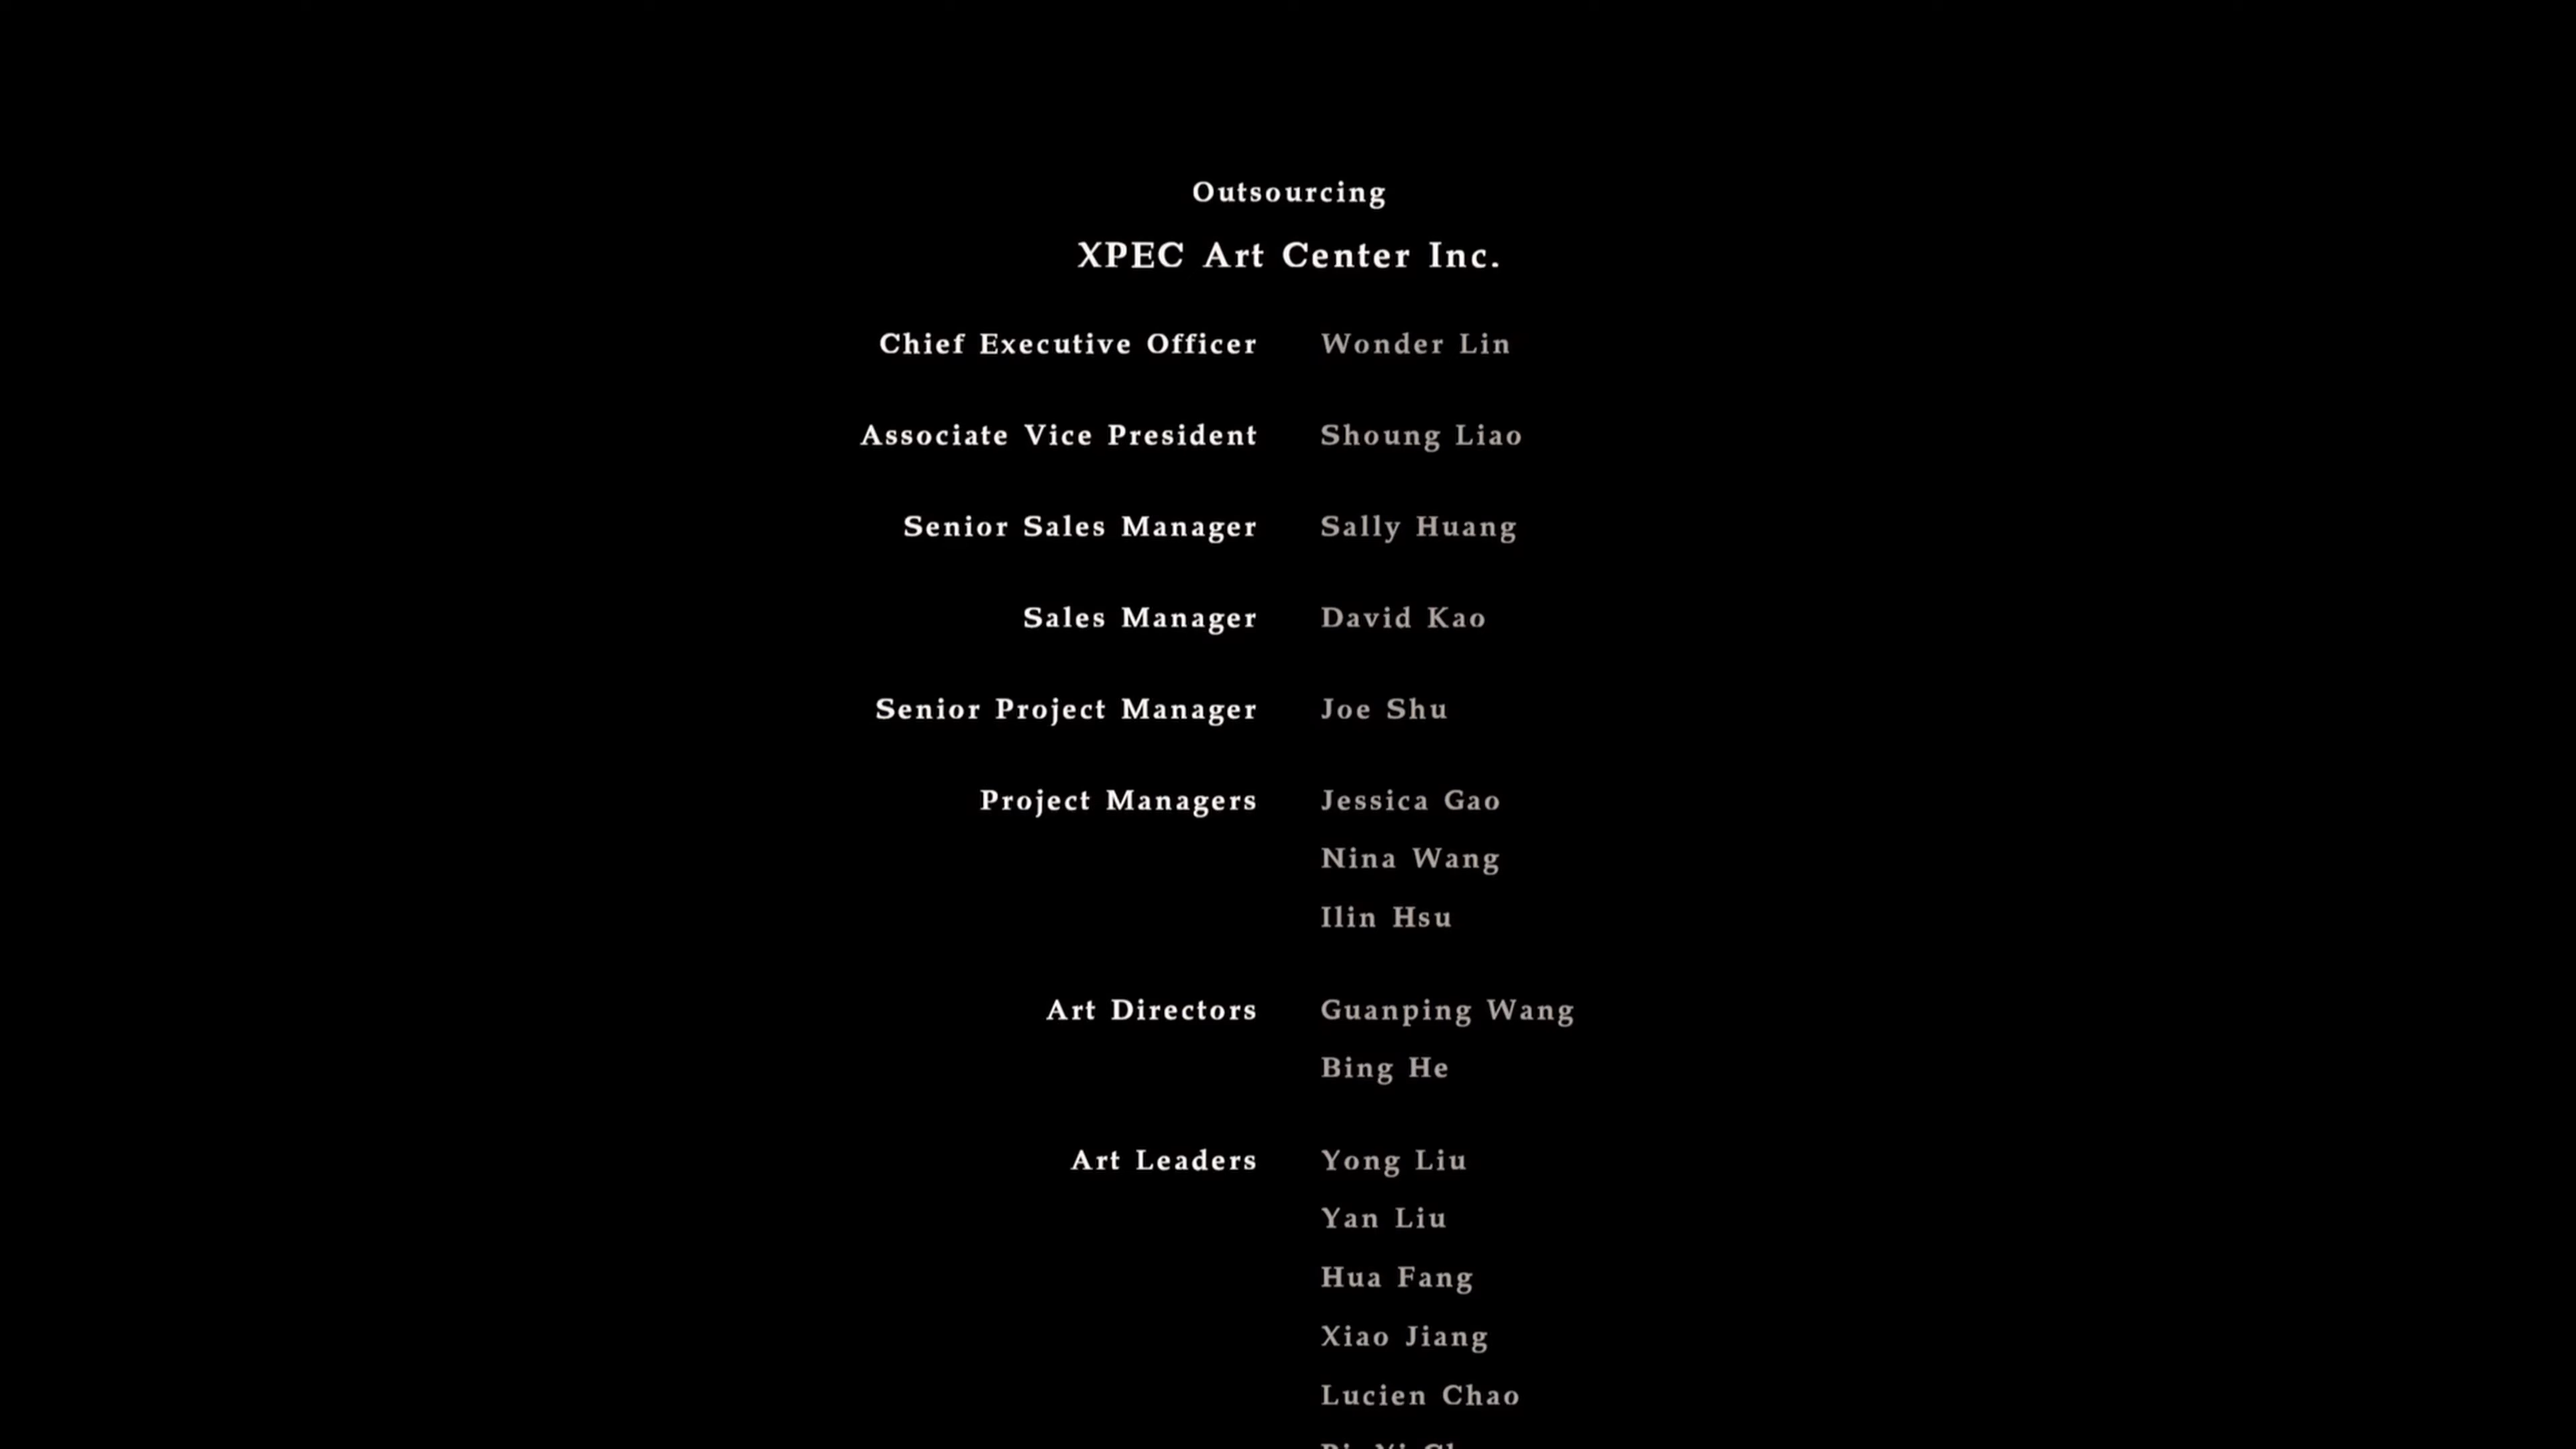 Outsourcing
XPEC Art Center Inc.
Chief Executive Officer Wonder Lin
Associate Vice President Shoung Liao
Senior Sales Manager Sally Huang
Sales Manager David Kao
Senior Project Manager Joe Shu
Project Managers Jessica Gao
Nina Wang
Ilin Hsu
Art Directors Guanping Wang
Bing He
Art Leaders Yong Liu
Yan Liu
Hua Fang
Xiao Jiang
Lucien Chao